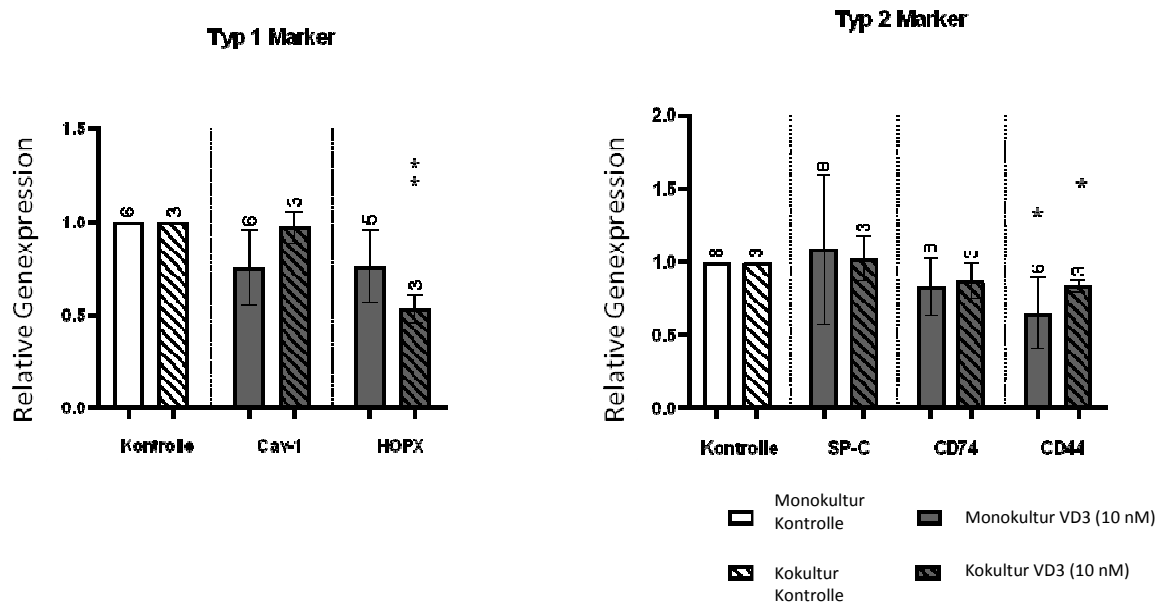 Typ 1 Marker
Relative Genexpression
1.5
1.0
0.5
0.0
6
3
6
3
5
3
**
Kontrolle
Cav-1
HOPX
Typ 2 Marker
Relative Genexpression
2.0
1.5
1.0
0.5
0.0
8
3
8
3
3
6
3
*
*
Kontrolle
SP-C
CD74
CD44
Monokultur
Kontrolle
Monokultur VD3 (10 nM)
Kokultur
Kontrolle
Kokultur VD3 (10 nM)